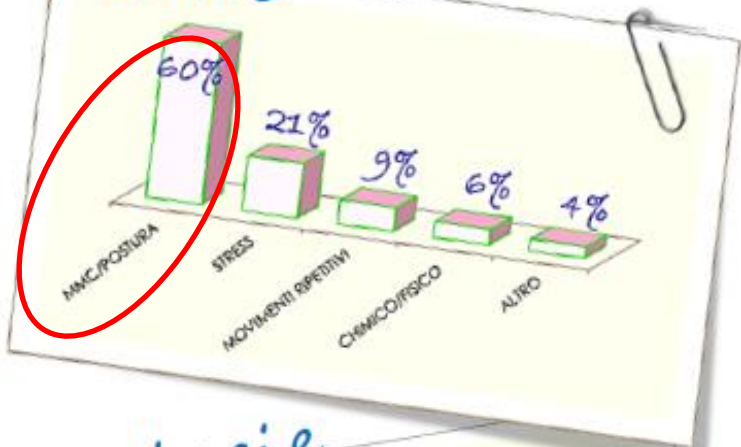 60%
21%
9%
6%
4%
MMC/POSTURA
STRESS
MOVIMENTI RIPETITIVI
CHIMICO/FISICO
ALTRO